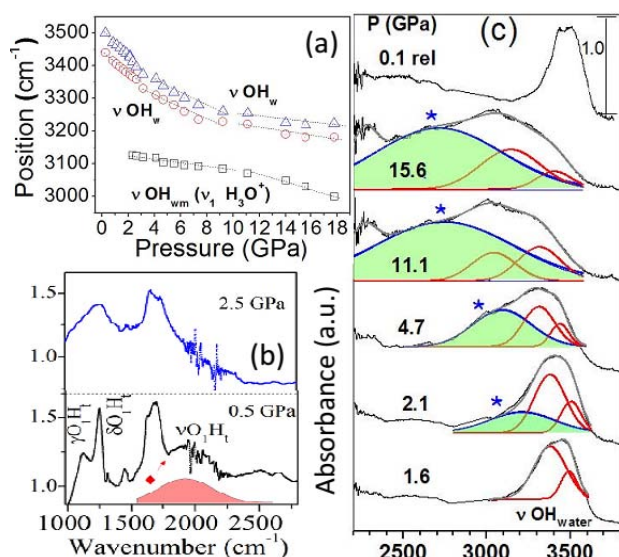 (a)
3500
3400
3300
3200
3100
3000
Position (cm⁻¹)
ν OHw
ν OHw
ν OHwm (ν₁ H₃O⁺)
0 2 4 6 8 10 12 14 16 18
Pressure (GPa)
(b)
1.5
1.0
2.5 GPa
1.5
1.0
0.5 GPa
γO₁Hₜ
δO₁Hₜ
νO₁Hₜ
1000 1500 2000 2500
Wavenumber (cm⁻¹)
(c)
P (GPa)
1.0
0.1 rel
*
15.6
*
11.1
*
4.7
*
2.1
1.6
ν OHwater
Absorbance (a.u.)
2500 3000 3500